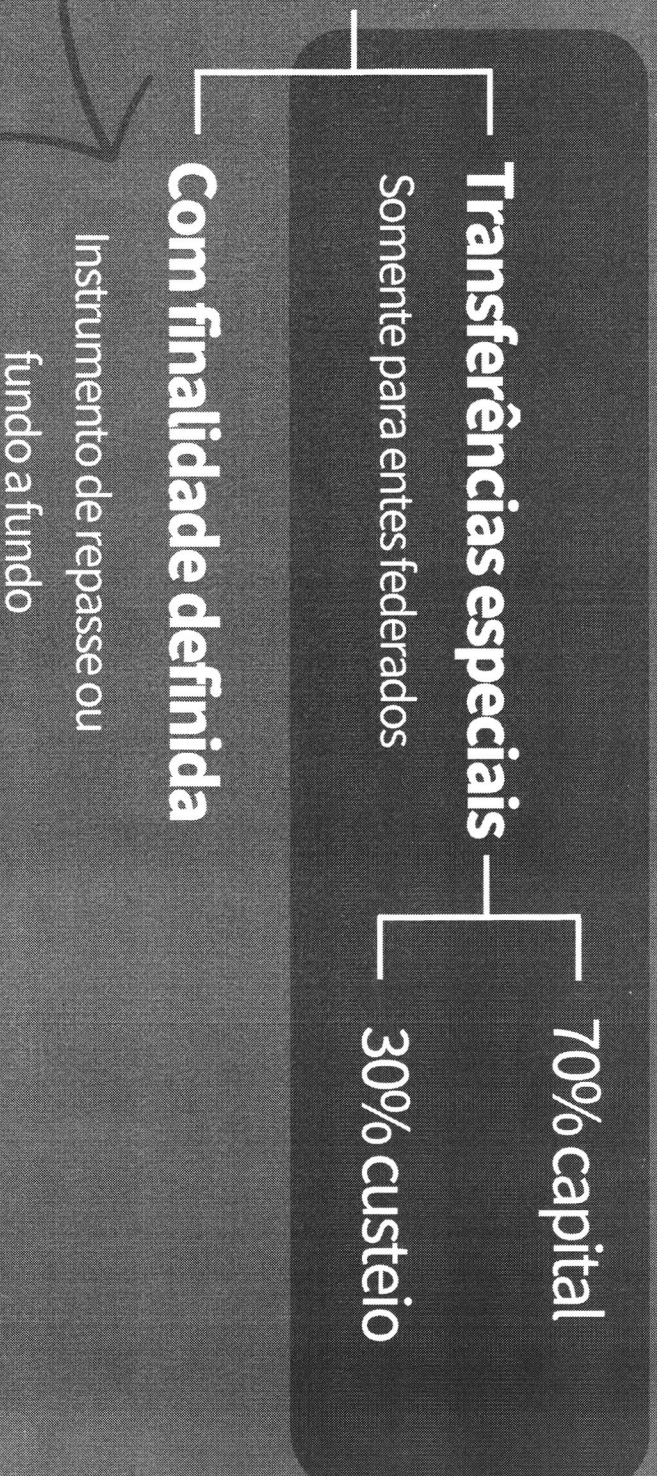 Transferências especiais
Somente para entes federados
70% capital
30% custeio
Com finalidade definida
Instrumento de repasse ou
fundo a fundo